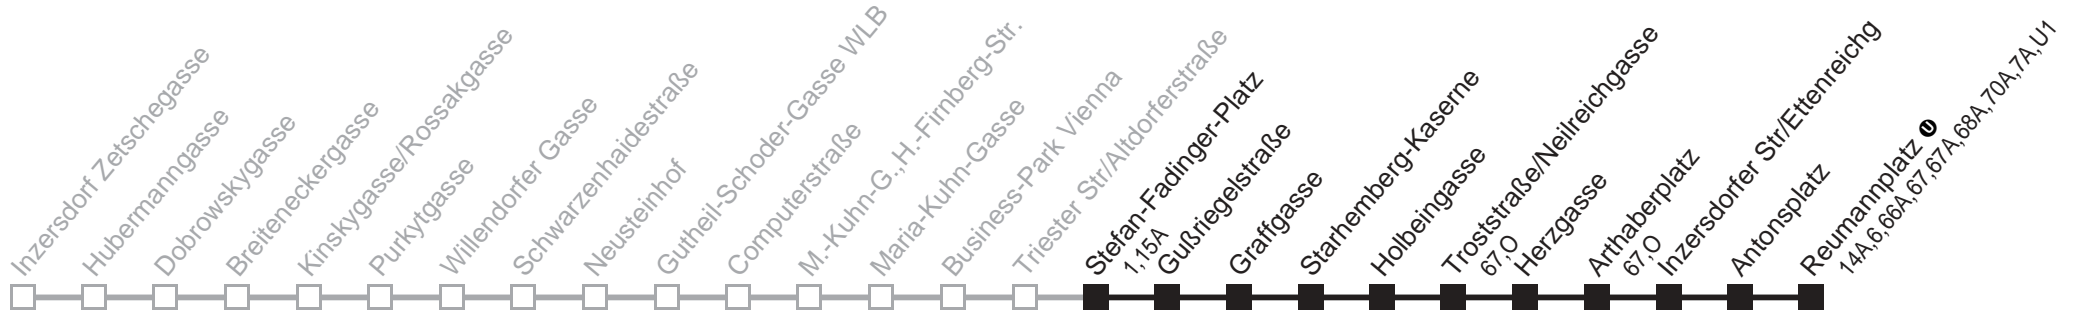 Inzersdorf Zetschegasse
Hubermanngasse
Dobrowskygasse
Breiteneckergasse
Kinskygasse/Rossakgasse
Purkytgasse
Willendorfer Gasse
Schwarzenhaidestraße
Neusteinhof
Gutheil-Schoder-Gasse WLB
Computerstraße
M.-Kuhn-G.,H.-Firnberg-Str.
Maria-Kuhn-Gasse
Business-Park Vienna
Triester Str/Altdorferstraße
Stefan-Fadinger-Platz
1,15A
Gußriegelstraße
Graffgasse
Starhemberg-Kaserne
Holbeingasse
Troststraße/Neilreichgasse
67,O
Herzgasse
Arthaberplatz
67,O
Inzersdorfer Str/Ettenreichg
Antonsplatz
Reumannplatz U
14A,6,66A,67,67A,68A,70A,7A,U1